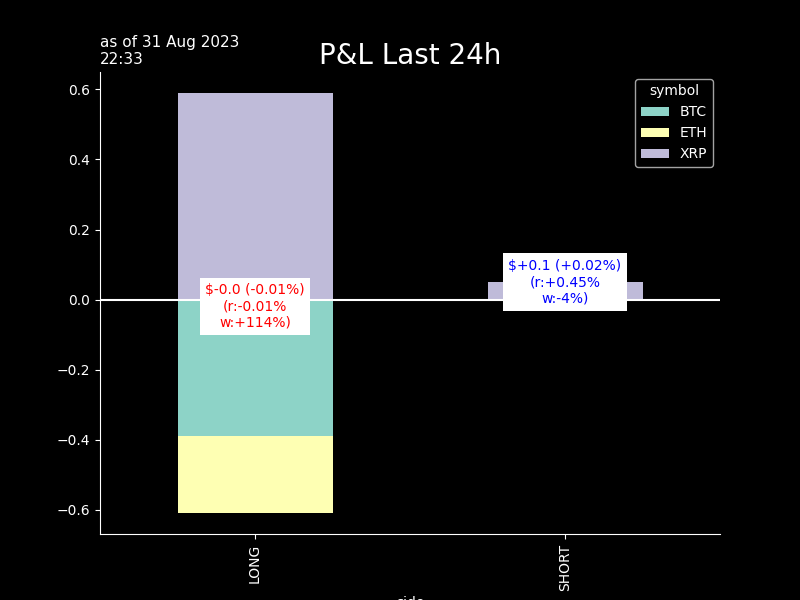 as of 31 Aug 2023
22:33
P&L Last 24h
symbol
BTC
ETH
XRP
0.6
0.4
0.2
0.0
−0.2
−0.4
−0.6
$-0.0 (-0.01%)
(r:-0.01%
w:+114%)
$+0.1 (+0.02%)
(r:+0.45%
w:-4%)
LONG
SHORT